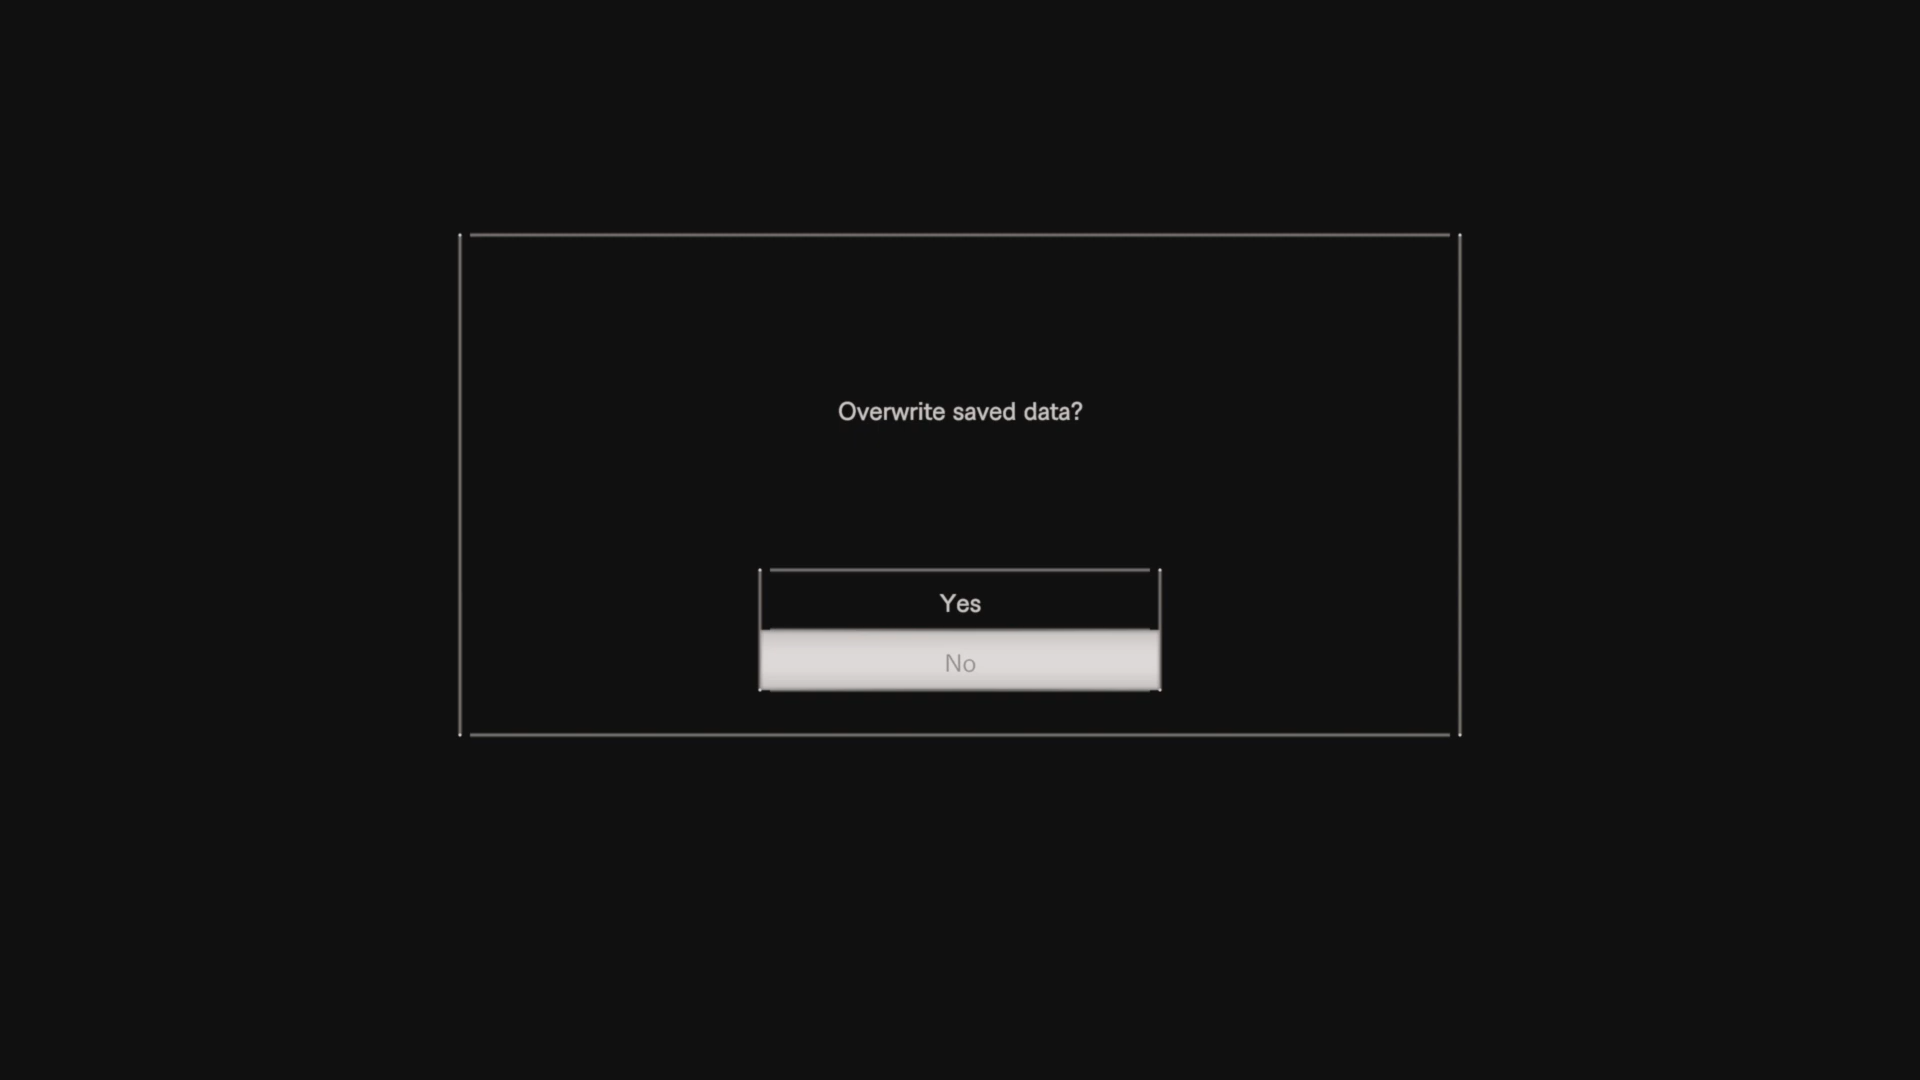 Overwrite saved data?
Yes
No